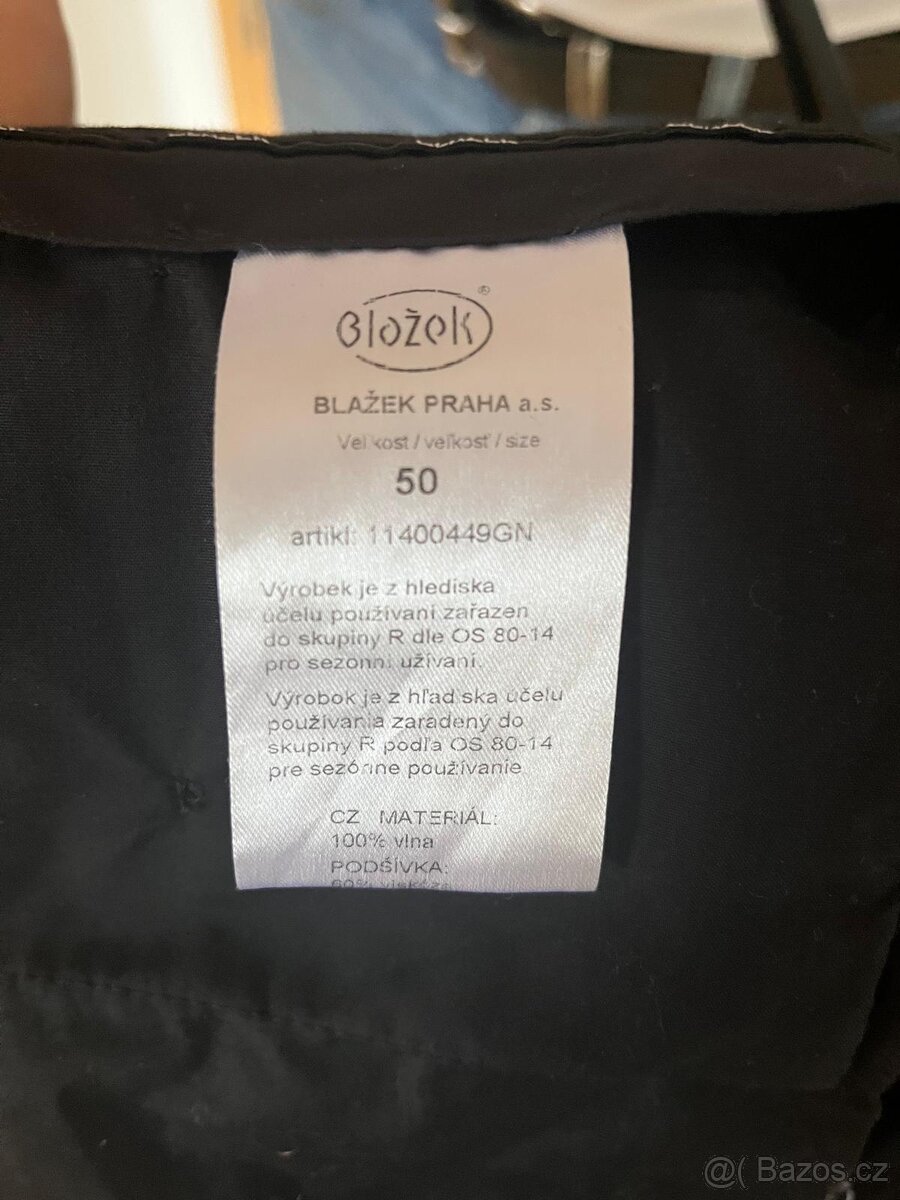 Blažek®
BLAŽEK PRAHA a.s.
Velikost / veľkosť / size
50
artikl: 11400449GN
Výrobek je z hlediska
účelu používaní zařazen
do skupiny R dle OS 80-14
pro sezonní užívaní.
Výrobok je z hľadiska účelu
používania zaradený do
skupiny R podľa OS 80-14
pre sezónne používanie
CZ MATERIÁL:
100% vlna
PODŠÍVKA:
60% viskóza
@( Bazos.cz